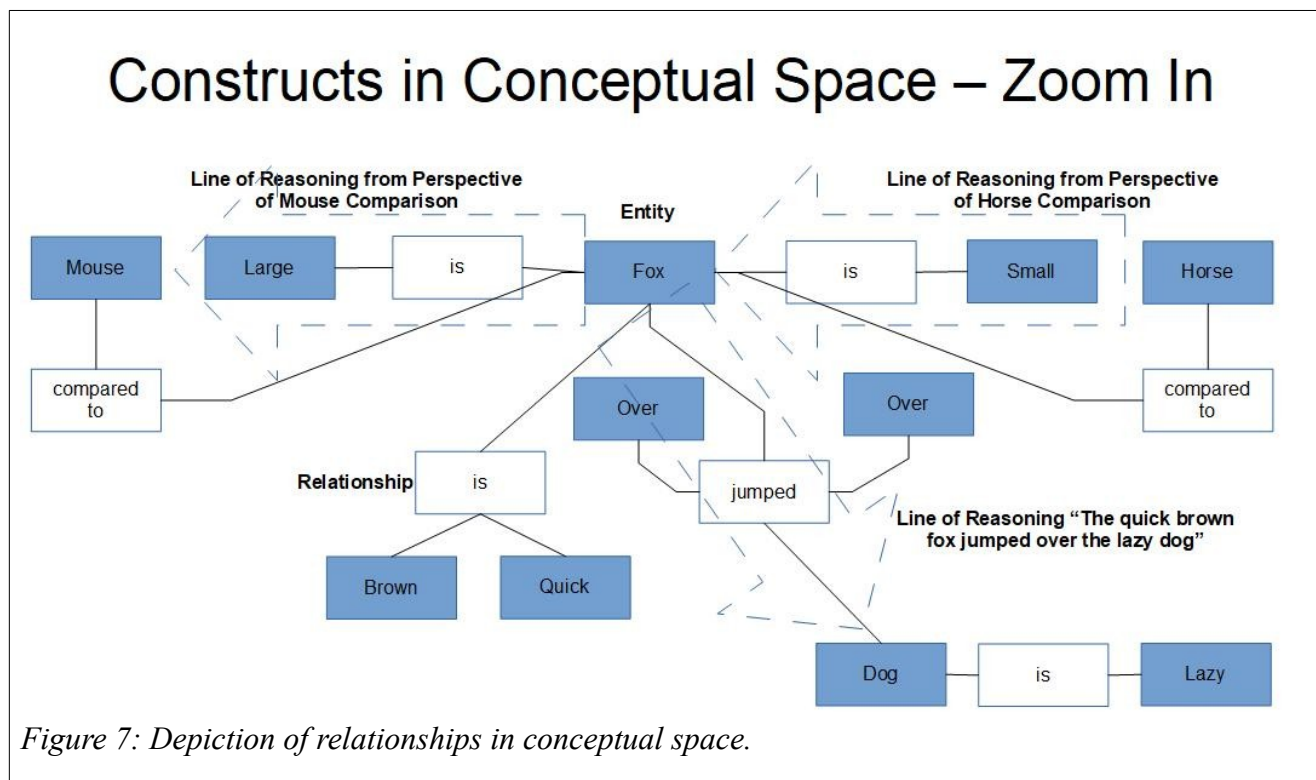 Constructs in Conceptual Space – Zoom In
Line of Reasoning from Perspective
of Mouse Comparison
Entity
Line of Reasoning from Perspective
of Horse Comparison
Mouse
Large
is
Fox
is
Small
Horse
compared
to
Over
Over
compared
to
Relationship
is
jumped
Line of Reasoning “The quick brown
fox jumped over the lazy dog”
Brown
Quick
Dog
is
Lazy
Figure 7: Depiction of relationships in conceptual space.